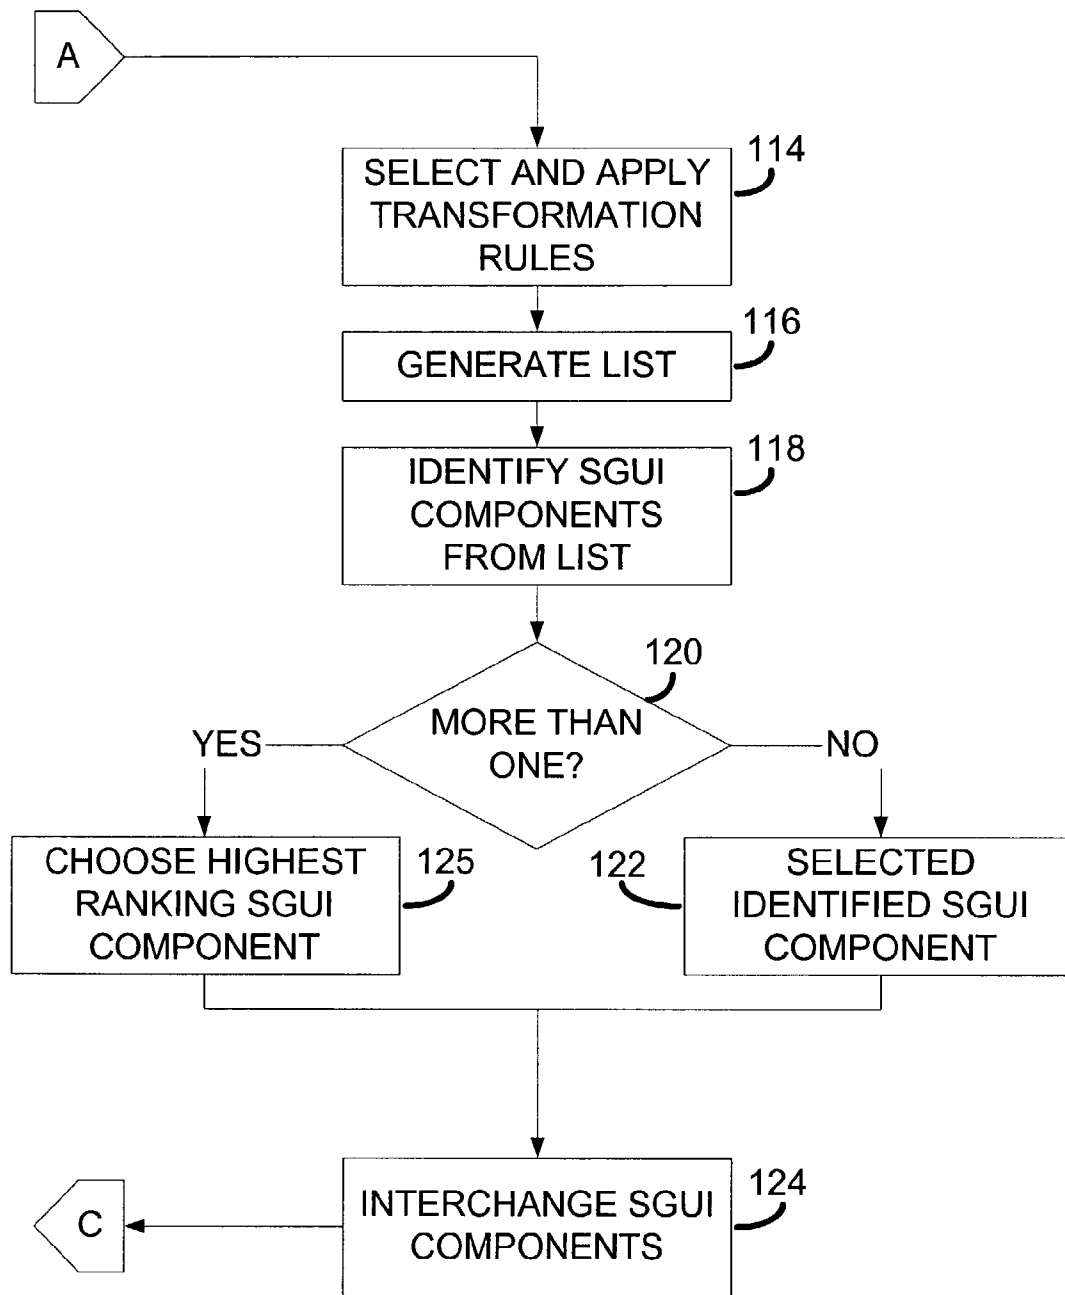 A
114
SELECT AND APPLY
TRANSFORMATION
RULES
116
GENERATE LIST
118
IDENTIFY SGUI
COMPONENTS
FROM LIST
120
MORE THAN
ONE?
YES
NO
CHOOSE HIGHEST
RANKING SGUI
COMPONENT
125
122
SELECTED
IDENTIFIED SGUI
COMPONENT
124
INTERCHANGE SGUI
COMPONENTS
C